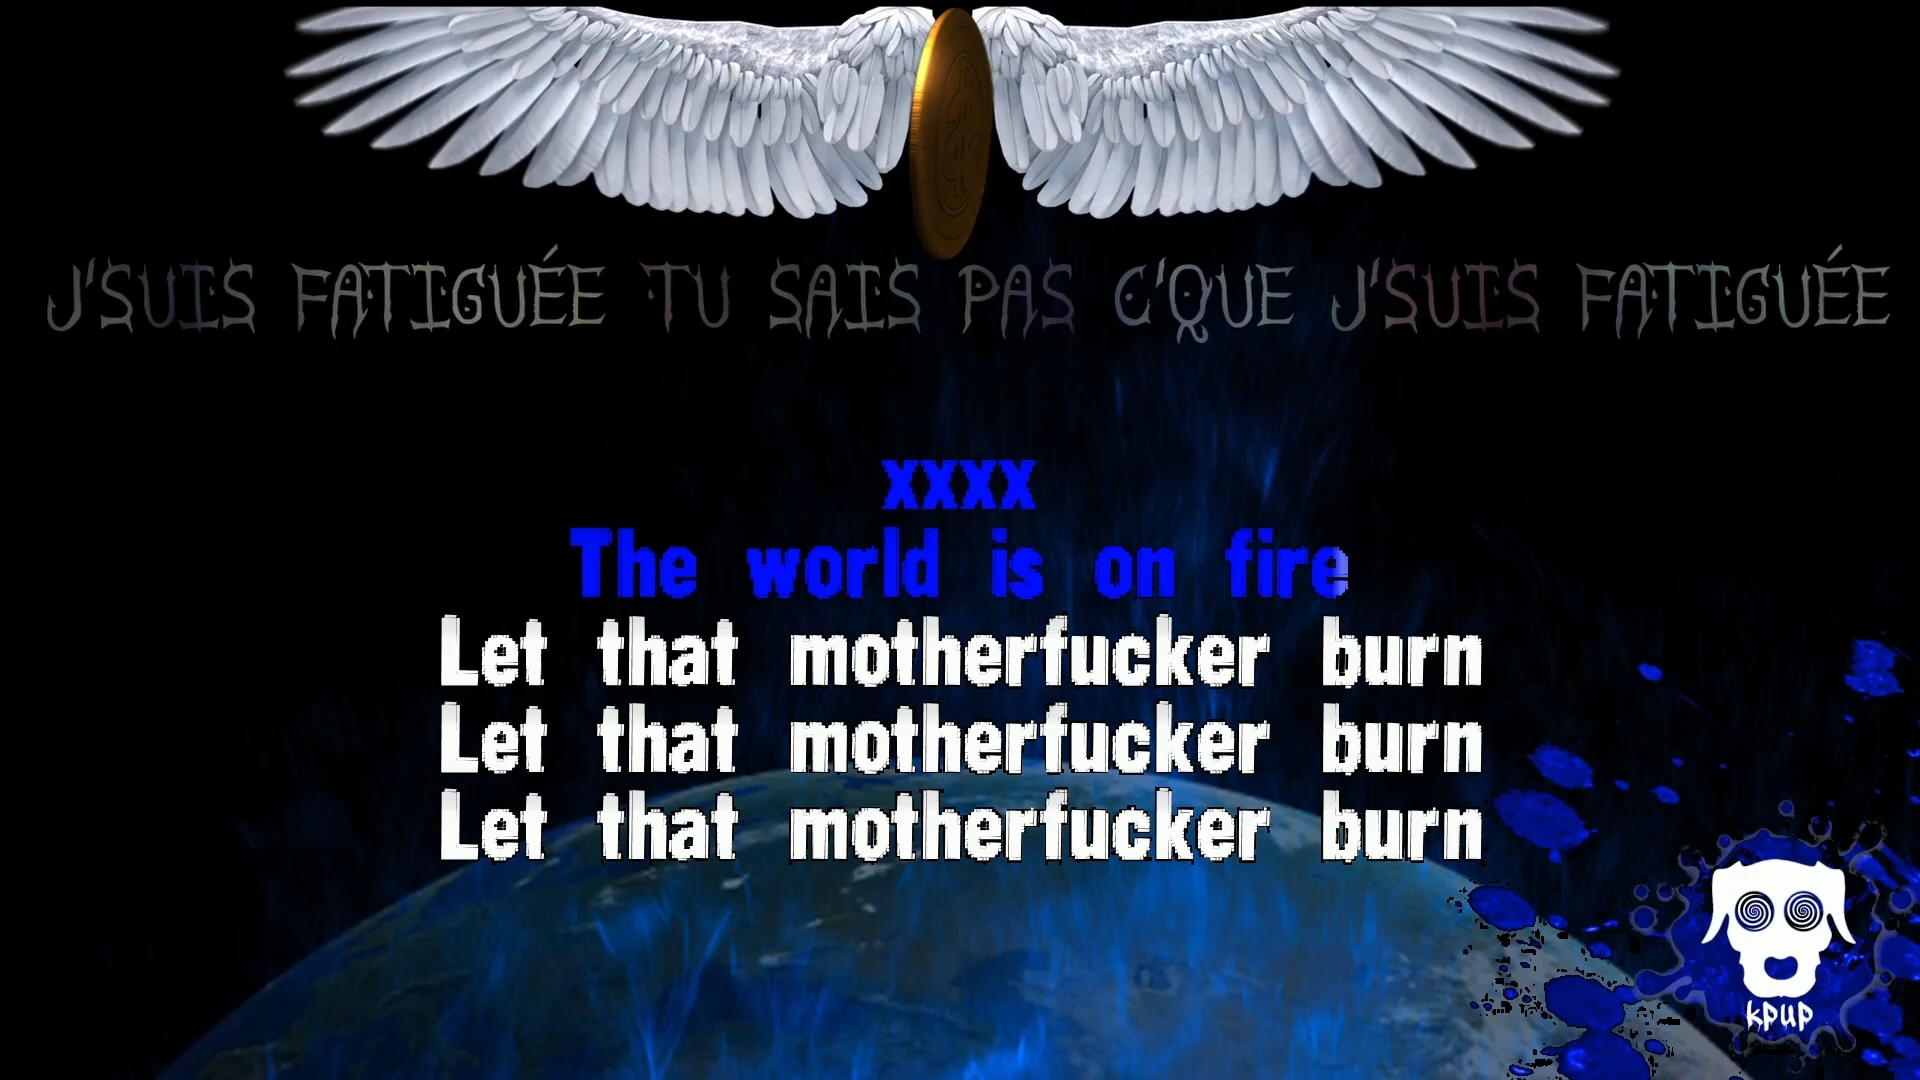 J'SUIS FATIGUÉE TU SAIS PAS C'QUE J'SUIS FATIGUÉE
XXXX
The world is on fire
Let that motherfucker burn
Let that motherfucker burn
Let that motherfucker burn
kpup